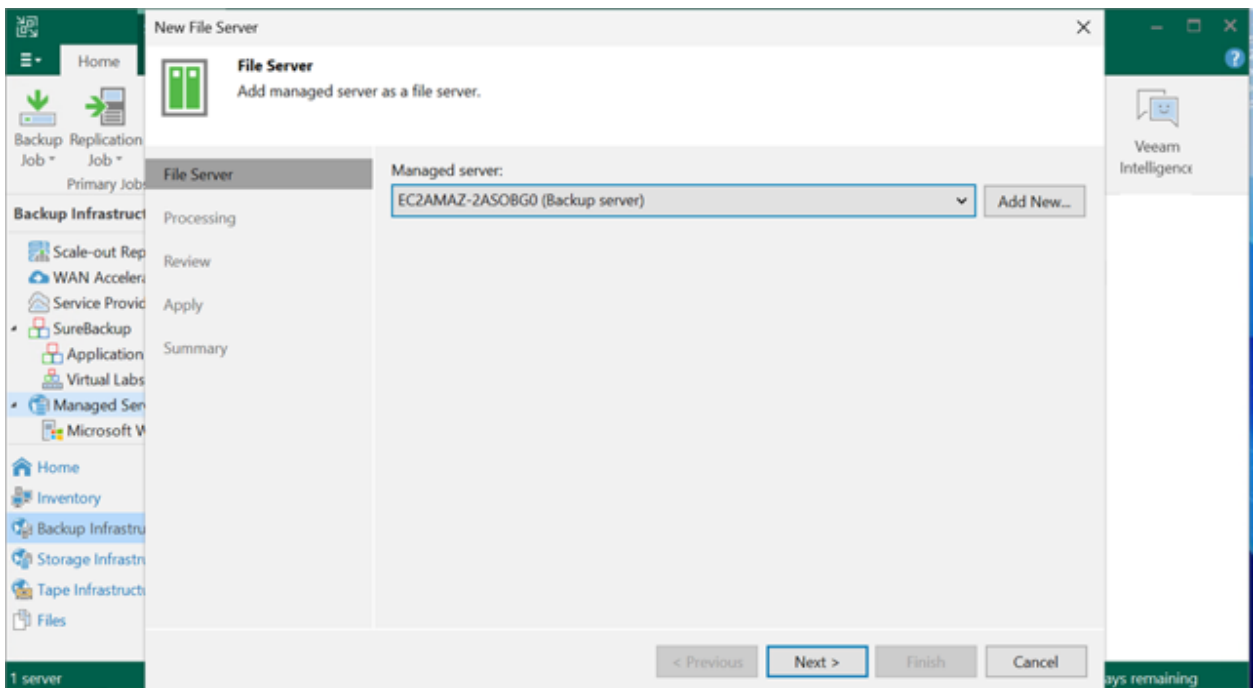 New File Server
Home
File Server
Add managed server as a file server.
Backup Job
Replication Job
Primary Jobs
Veeam
Intelligence
File Server
Processing
Review
Apply
Summary
Managed server:
EC2AMAZ-2ASOBG0 (Backup server)
Add New...
Backup Infrastruct
Scale-out Rep
WAN Accelera
Service Provid
SureBackup
Application
Virtual Labs
Managed Serv
Microsoft W
Home
Inventory
Backup Infrastru
Storage Infrastru
Tape Infrastructu
Files
< Previous
Next >
Finish
Cancel
1 server
ays remaining